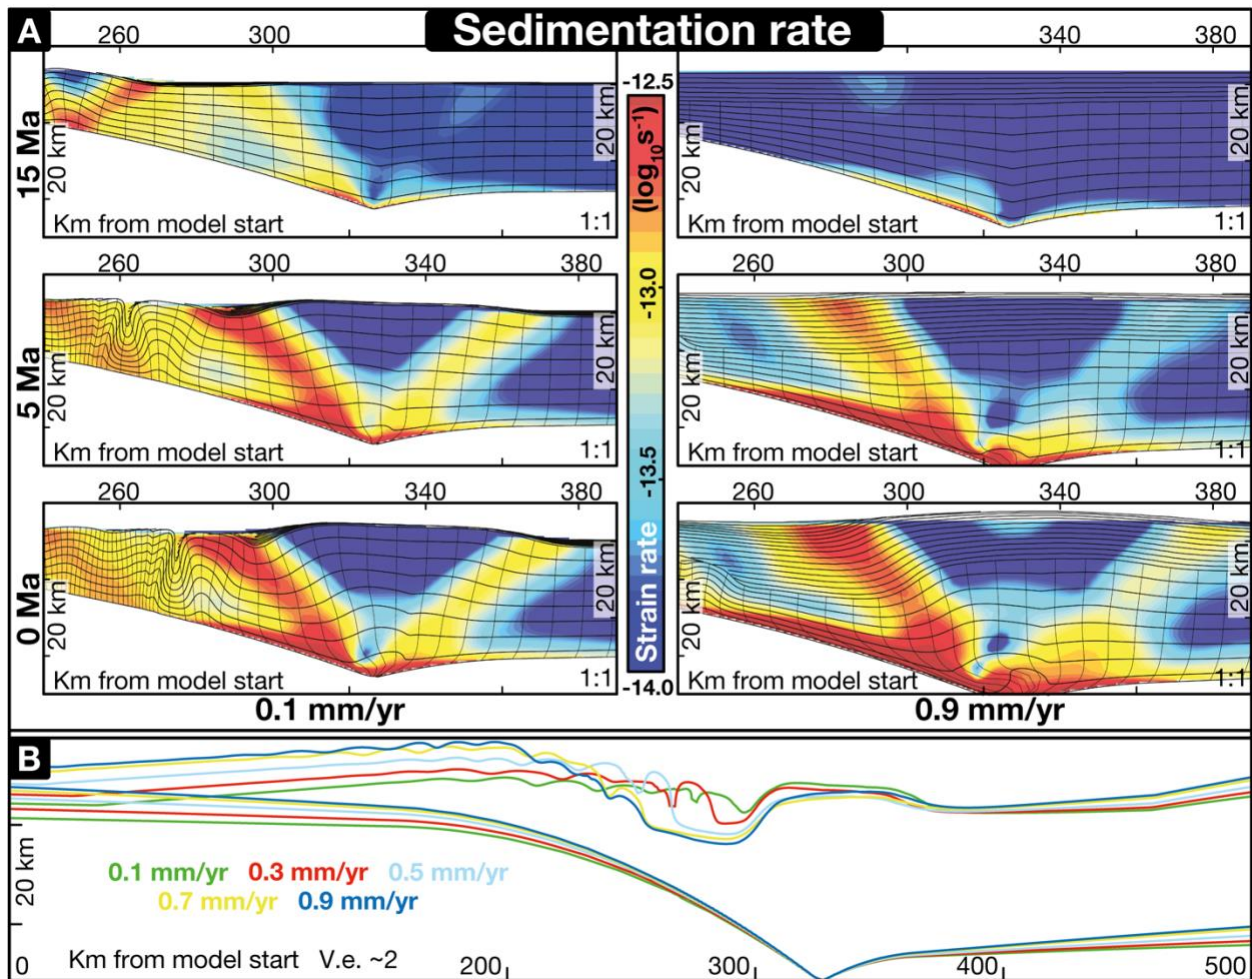 A
Sedimentation rate
260 300 340 380
15 Ma
20 km
20 km
Km from model start 1:1
20 km
20 km
Km from model start 1:1
-12.5
(log10s-1)
-13.0
-13.5
Strain rate
-14.0
260 300 340 380
260 300 340 380
5 Ma
20 km
20 km
Km from model start 1:1
20 km
20 km
Km from model start 1:1
260 300 340 380
260 300 340 380
0 Ma
20 km
20 km
Km from model start 1:1
20 km
20 km
Km from model start 1:1
0.1 mm/yr 0.9 mm/yr
B
20 km
0.1 mm/yr 0.3 mm/yr 0.5 mm/yr
0.7 mm/yr 0.9 mm/yr
0 Km from model start V.e. ~2 200 300 400 500